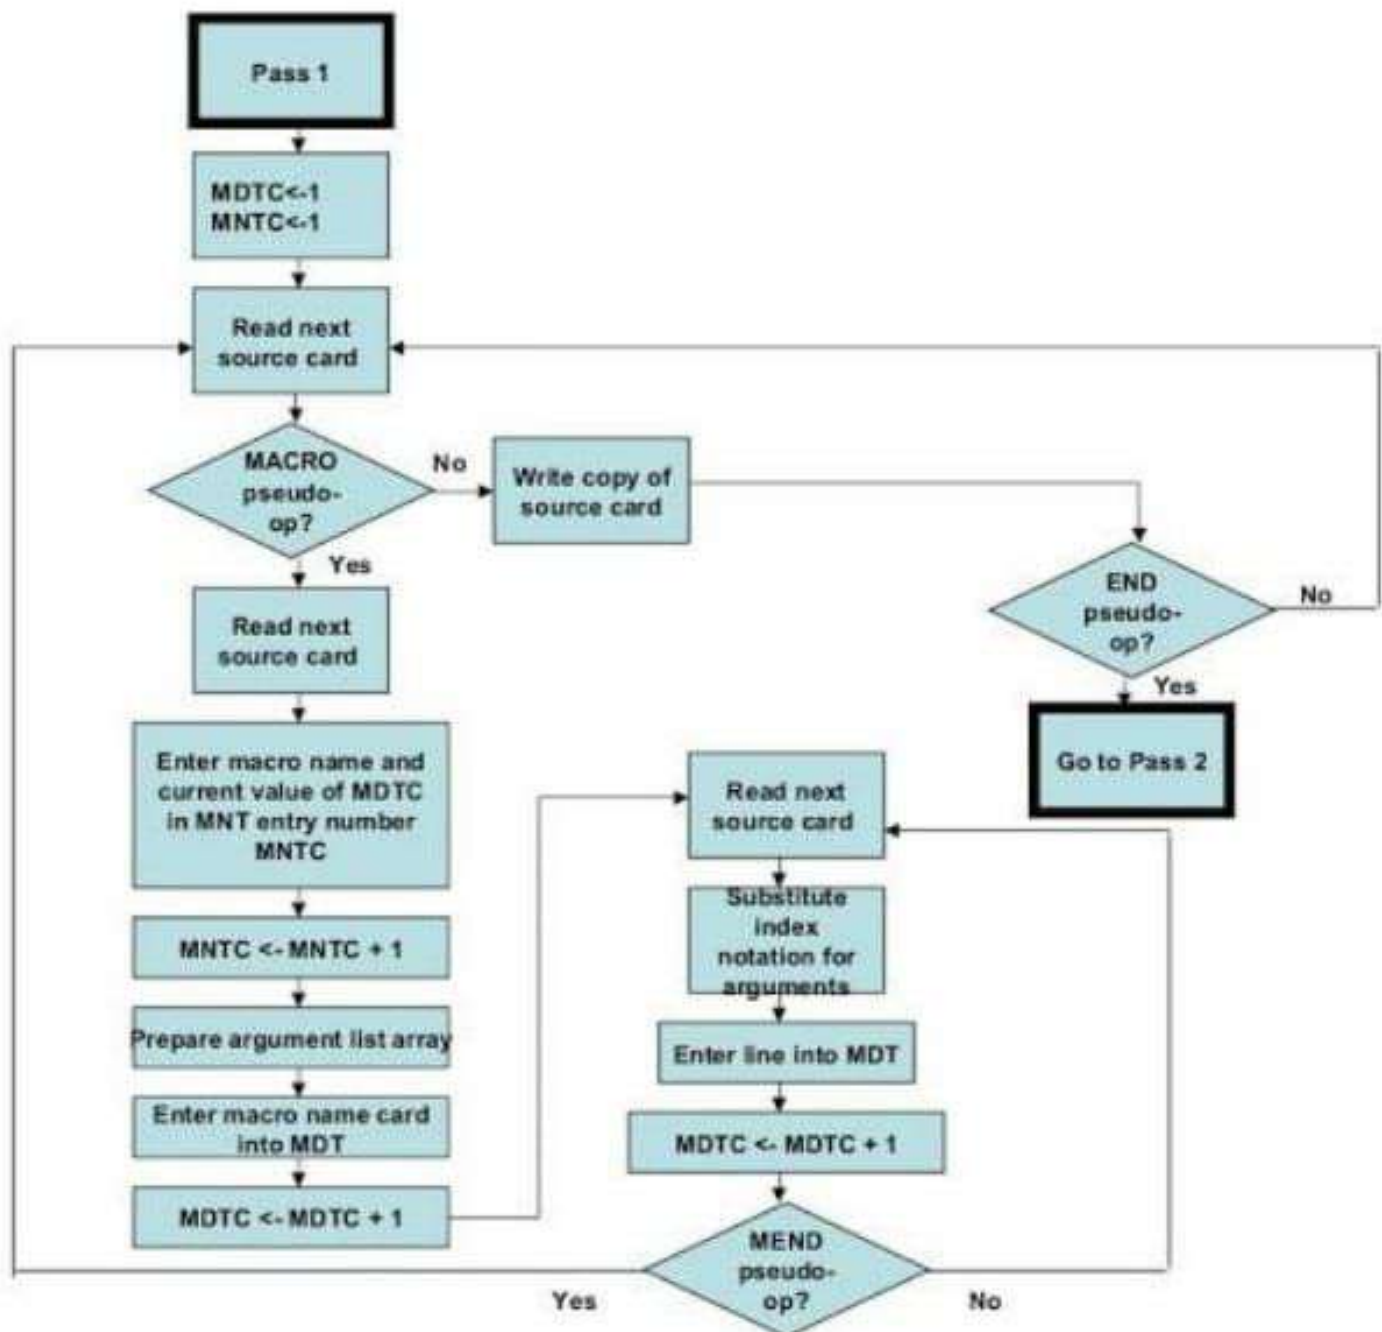 Pass 1
MDTC<-1
MNTC<-1
Read next
source card
MACRO
pseudo-
op?
No
Write copy of
source card
Yes
END
pseudo-
op?
No
Yes
Go to Pass 2
Read next
source card
Enter macro name and
current value of MDTC
in MNT entry number
MNTC
MNTC <- MNTC + 1
Prepare argument list array
Enter macro name card
into MDT
MDTC <- MDTC + 1
Read next
source card
Substitute
index
notation for
arguments
Enter line into MDT
MDTC <- MDTC + 1
MEND
pseudo-
op?
Yes
No